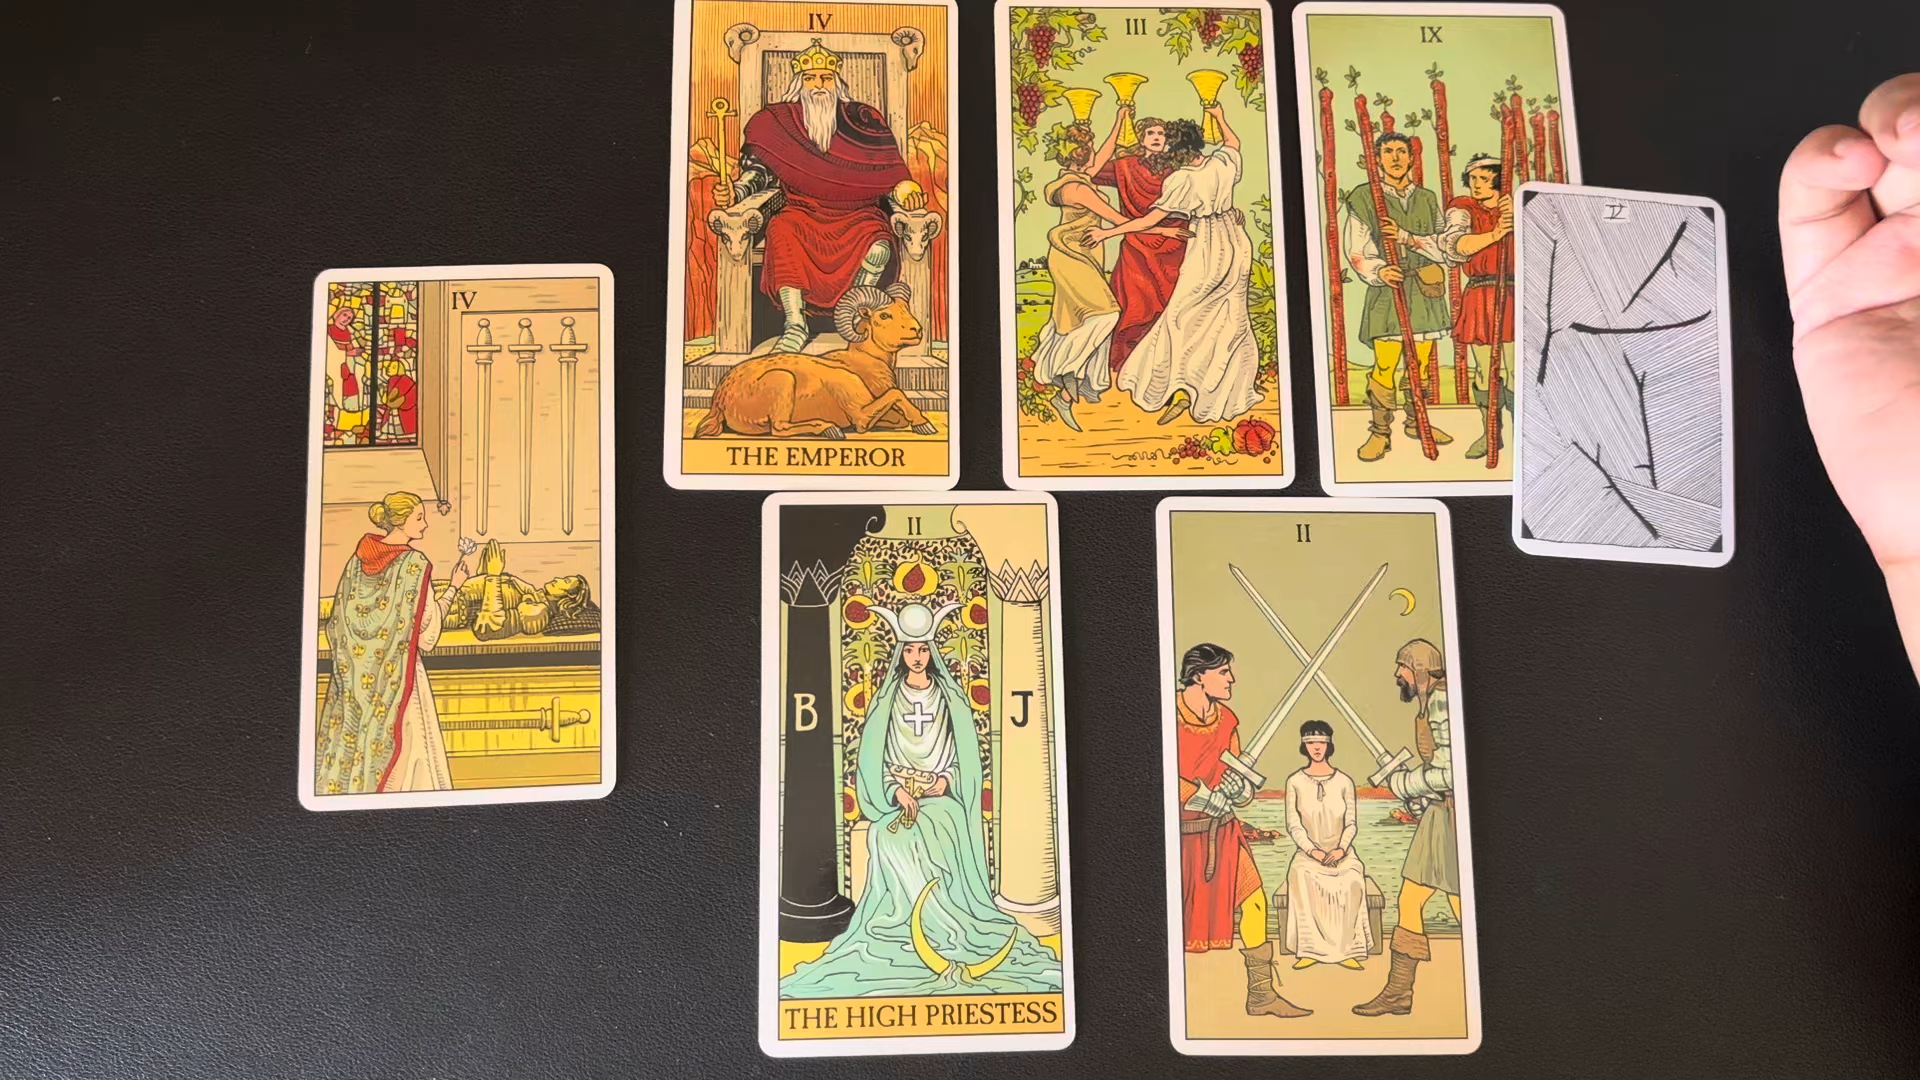 IV
THE EMPEROR
III
IX
V
IV
II
B
J
THE HIGH PRIESTESS
II